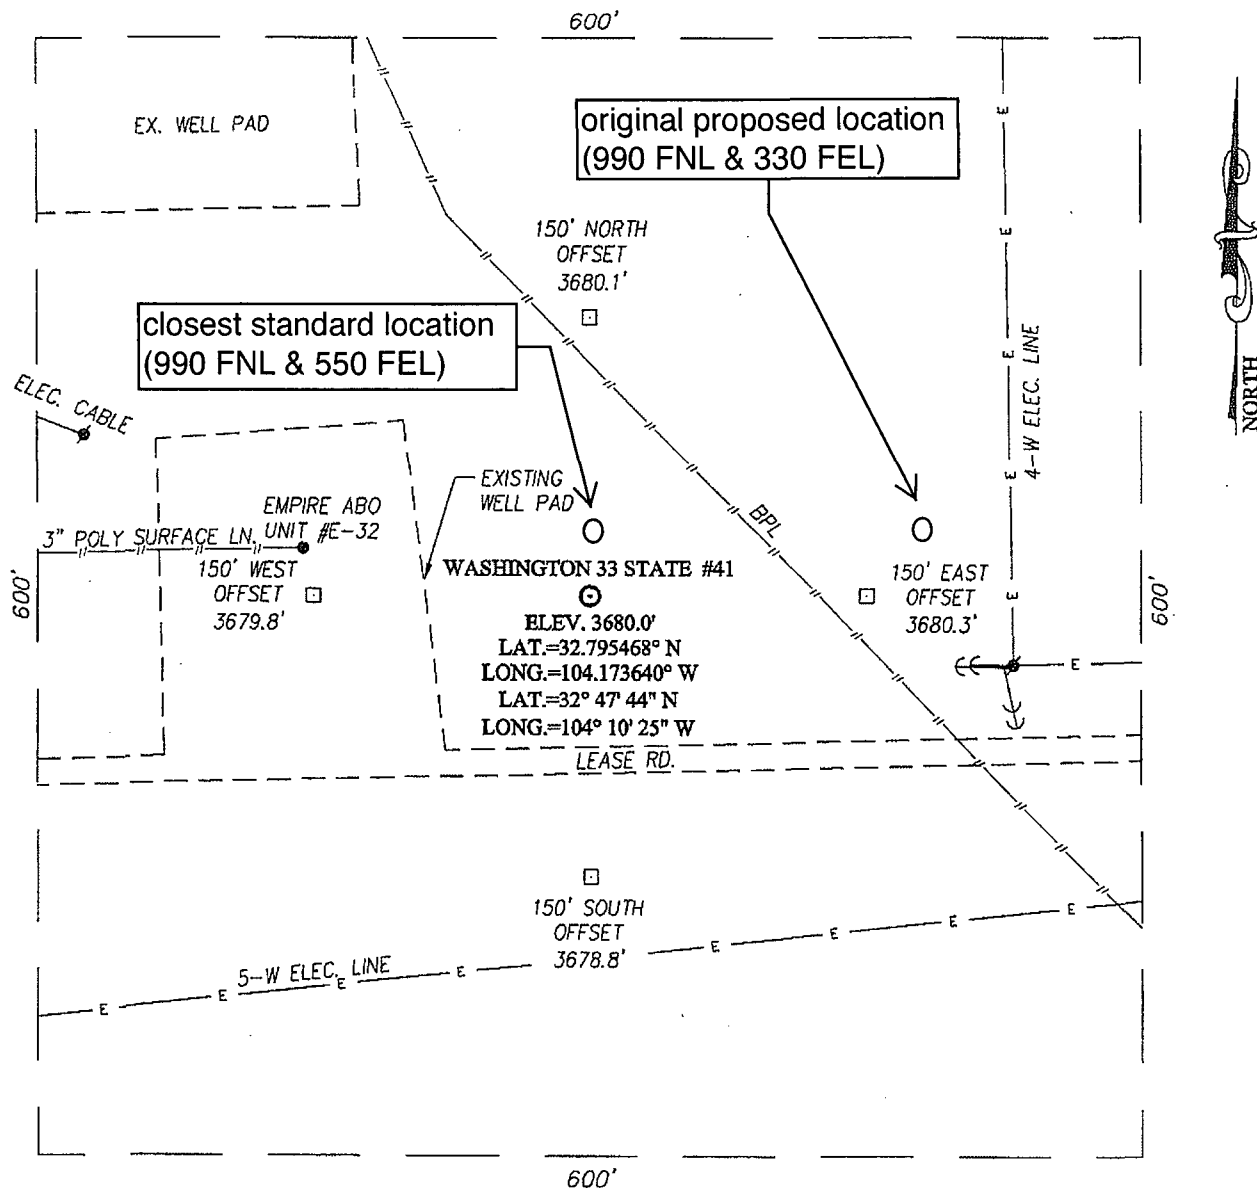 600'
EX. WELL PAD
original proposed location
(990 FNL & 330 FEL)
150' NORTH
OFFSET
3680.1'
closest standard location
(990 FNL & 550 FEL)
ELEC. CABLE
4-W ELEC. LINE
E
E
E
E
E
E
E
NORTH
EXISTING
WELL PAD
EMPIRE ABO
UNIT #E-32
3" POLY SURFACE LN.
BPL
150' WEST
OFFSET
3679.8'
WASHINGTON 33 STATE #41
ELEV. 3680.0'
LAT.=32.795468° N
LONG.=104.173640° W
LAT.=32° 47' 44" N
LONG.=104° 10' 25" W
150' EAST
OFFSET
3680.3'
600'
600'
E
LEASE RD.
150' SOUTH
OFFSET
3678.8'
5-W ELEC. LINE
E
E
E
E
E
E
E
E
600'